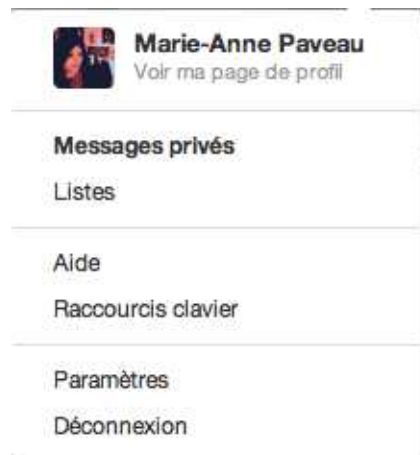 Marie-Anne Paveau
Voir ma page de profil
Messages privés
Listes
Aide
Raccourcis clavier
Paramètres
Déconnexion